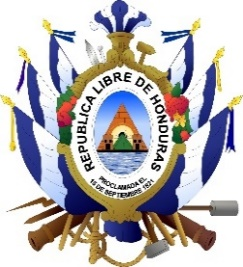 REPUBLICA LIBRE DE HONDURAS
PROCLAMADA EL
15 DE SEPTIEMBRE 1821